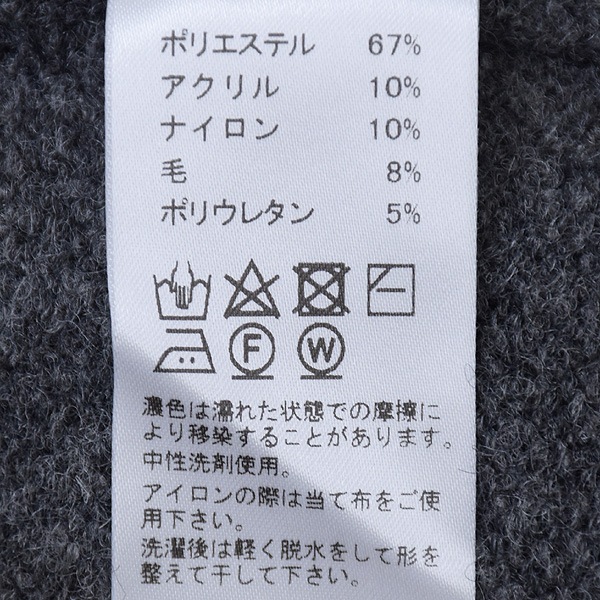 ポリエステル 67%
アクリル 10%
ナイロン 10%
毛 8%
ポリウレタン 5%
F W
濃色は濡れた状態での摩擦に
より移染することがあります。
中性洗剤使用。
アイロンの際は当て布をご使
用下さい。
洗濯後は軽く脱水をして形を
整えて干して下さい。